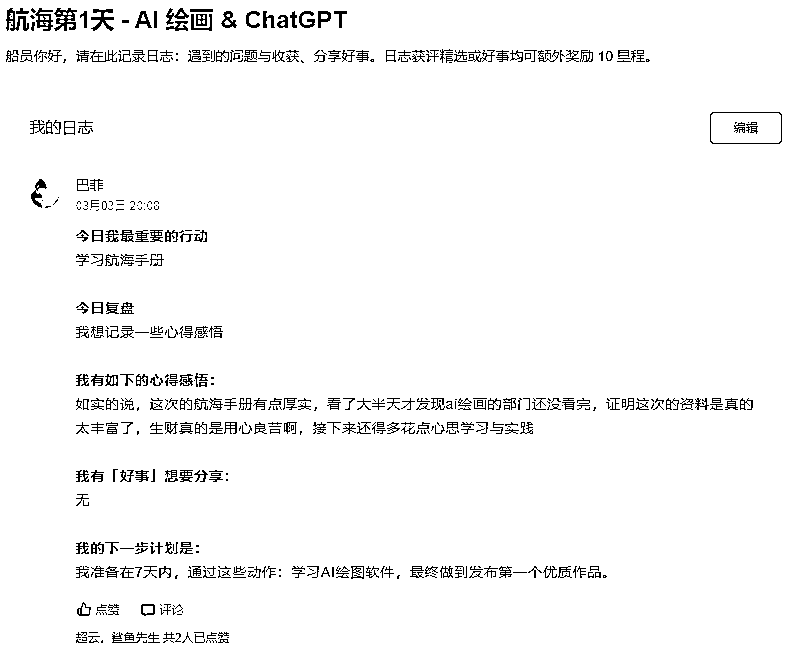 航海第1天 - AI 绘画 & ChatGPT
船员你好，请在此记录日志：遇到的问题与收获、分享好事。日志获评精选或好事均可额外奖励 10 里程。
我的日志
编辑
巴菲
今日我最重要的行动
学习航海手册
今日复盘
我想记录一些心得感悟
我有如下的心得感悟：
如实的说，这次的航海手册有点厚实，看了大半天才发现ai绘画的部门还没看完，证明这次的资料是真的
太丰富了，生财真的是用心良苦啊，接下来还得多花点心思学习与实践
我有「好事」想要分享：
无
我的下一步计划是：
我准备在7天内，通过这些动作：学习AI绘图软件，最终做到发布第一个优质作品。
点赞 评论
超云，鲨鱼先生 共2人已点赞